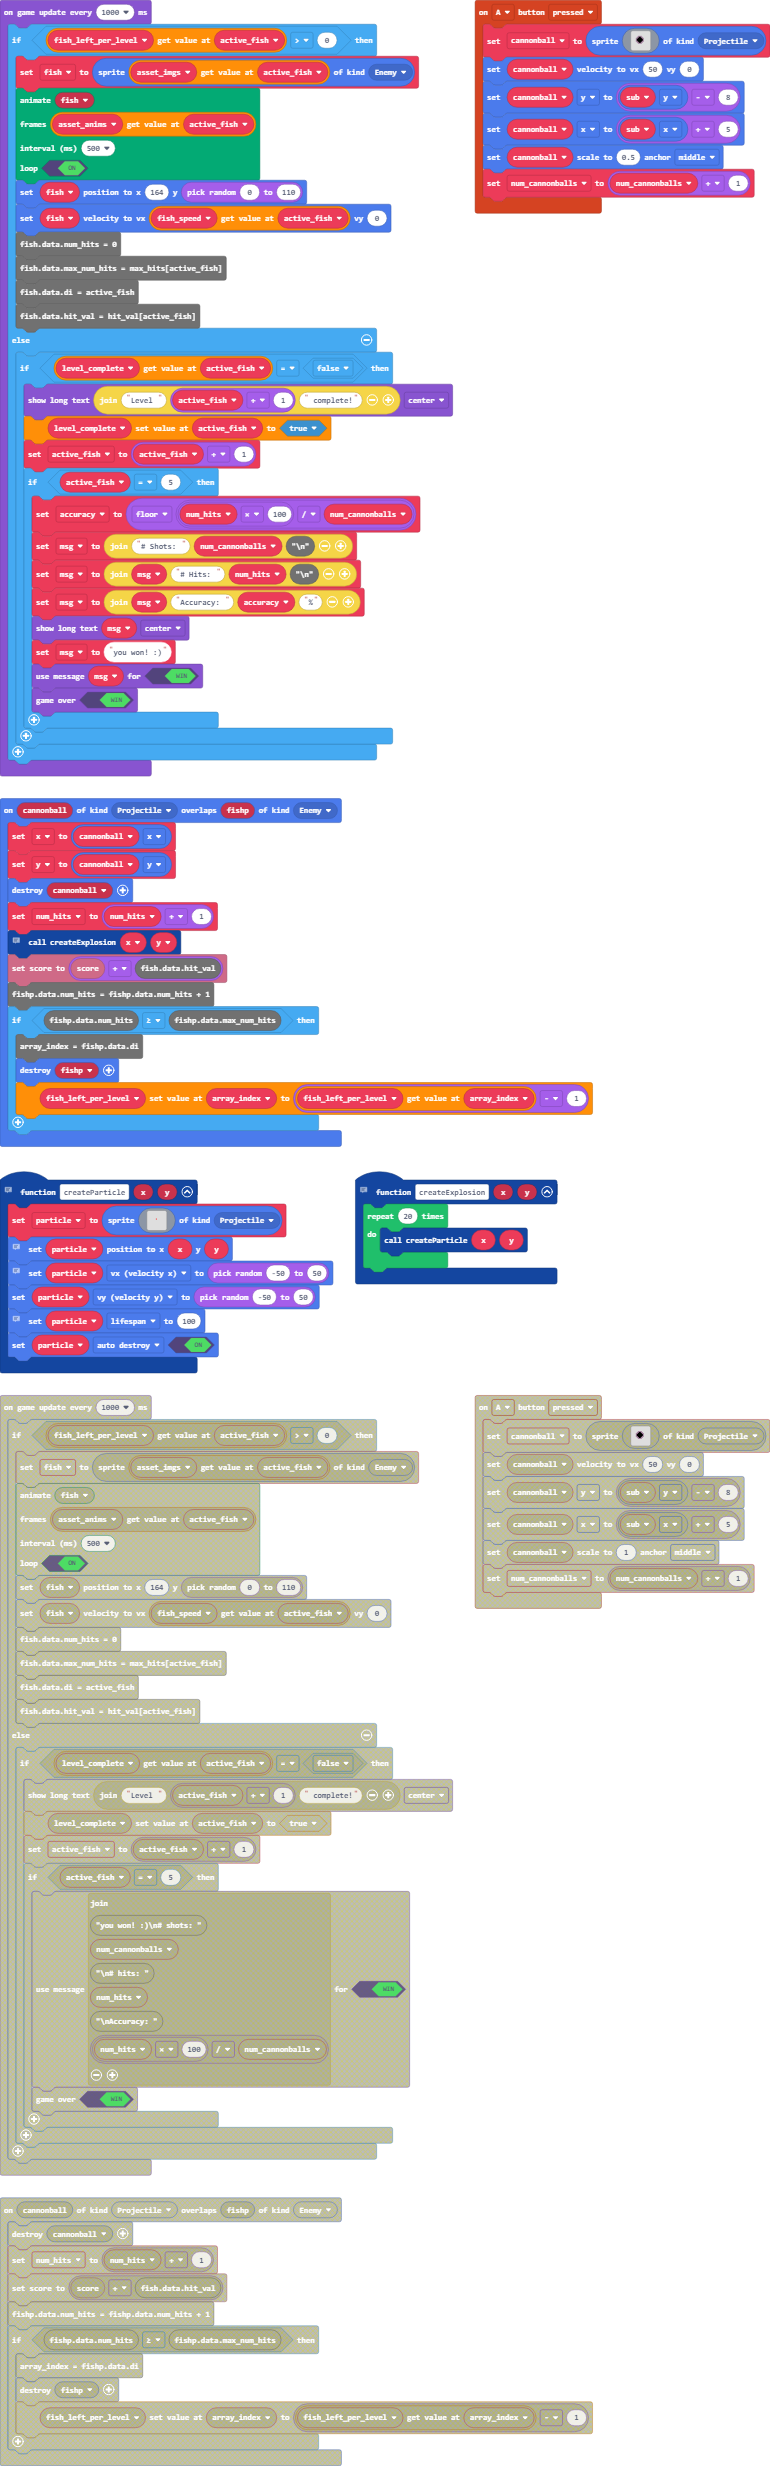 on game update every 1000 ms
if fish_left_per_level get value at active_fish > 0 then
set fish to sprite asset_imgs get value at active_fish of kind Enemy
animate fish
frames asset_anims get value at active_fish
interval (ms) 500
loop ON
set fish position to x 164 y pick random 0 to 110
set fish velocity to vx fish_speed get value at active_fish vy 0
fish.data.num_hits = 0
fish.data.max_num_hits = max_hits[active_fish]
fish.data.di = active_fish
fish.data.hit_val = hit_val[active_fish]
else
if level_complete get value at active_fish = false then
show long text join "Level " active_fish + 1 " complete!" center
level_complete set value at active_fish to true
set active_fish to active_fish + 1
if active_fish = 5 then
set accuracy to floor num_hits × 100 / num_cannonballs
set msg to join "# Shots: " num_cannonballs "\n"
set msg to join msg "# Hits: " num_hits "\n"
set msg to join msg "Accuracy: " accuracy "%"
show long text msg center
set msg to "you won! :)"
use message msg for WIN
game over WIN
on A button pressed
set cannonball to sprite of kind Projectile
set cannonball velocity to vx 50 vy 0
set cannonball y to sub y - 8
set cannonball x to sub x + 5
set cannonball scale to 0.5 anchor middle
set num_cannonballs to num_cannonballs + 1
on cannonball of kind Projectile overlaps fishp of kind Enemy
set x to cannonball x
set y to cannonball y
destroy cannonball
set num_hits to num_hits + 1
call createExplosion x y
set score to score + fish.data.hit_val
fishp.data.num_hits = fishp.data.num_hits + 1
if fishp.data.num_hits ≥ fishp.data.max_num_hits then
array_index = fishp.data.di
destroy fishp
fish_left_per_level set value at array_index to fish_left_per_level get value at array_index - 1
function createParticle x y
set particle to sprite of kind Projectile
set particle position to x x y y
set particle vx (velocity x) to pick random -50 to 50
set particle vy (velocity y) to pick random -50 to 50
set particle lifespan to 100
set particle auto destroy ON
function createExplosion x y
repeat 20 times
do call createParticle x y
on game update every 1000 ms
if fish_left_per_level get value at active_fish > 0 then
set fish to sprite asset_imgs get value at active_fish of kind Enemy
animate fish
frames asset_anims get value at active_fish
interval (ms) 500
loop ON
set fish position to x 164 y pick random 0 to 110
set fish velocity to vx fish_speed get value at active_fish vy 0
fish.data.num_hits = 0
fish.data.max_num_hits = max_hits[active_fish]
fish.data.di = active_fish
fish.data.hit_val = hit_val[active_fish]
else
if level_complete get value at active_fish = false then
show long text join "Level " active_fish + 1 " complete!" center
level_complete set value at active_fish to true
set active_fish to active_fish + 1
if active_fish = 5 then
join
"you won! :)\n# shots: "
num_cannonballs
"\n# hits: "
use message num_hits for WIN
"\nAccuracy: "
num_hits × 100 / num_cannonballs
game over WIN
on A button pressed
set cannonball to sprite of kind Projectile
set cannonball velocity to vx 50 vy 0
set cannonball y to sub y - 8
set cannonball x to sub x + 5
set cannonball scale to 1 anchor middle
set num_cannonballs to num_cannonballs + 1
on cannonball of kind Projectile overlaps fishp of kind Enemy
destroy cannonball
set num_hits to num_hits + 1
set score to score + fish.data.hit_val
fishp.data.num_hits = fishp.data.num_hits + 1
if fishp.data.num_hits ≥ fishp.data.max_num_hits then
array_index = fishp.data.di
destroy fishp
fish_left_per_level set value at array_index to fish_left_per_level get value at array_index - 1